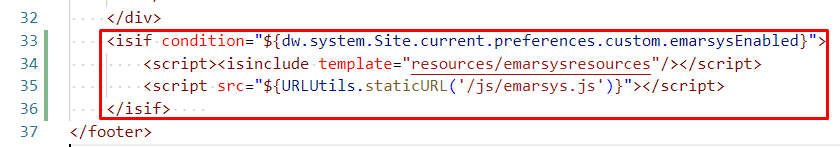 32 </div>
33 <isif condition="${dw.system.Site.current.preferences.custom.emarsysEnabled}">
34 <script><isinclude template="resources/emarsysresources"/></script>
35 <script src="${URLUtils.staticURL('/js/emarsys.js')}"></script>
36 </isif>
37 </footer>